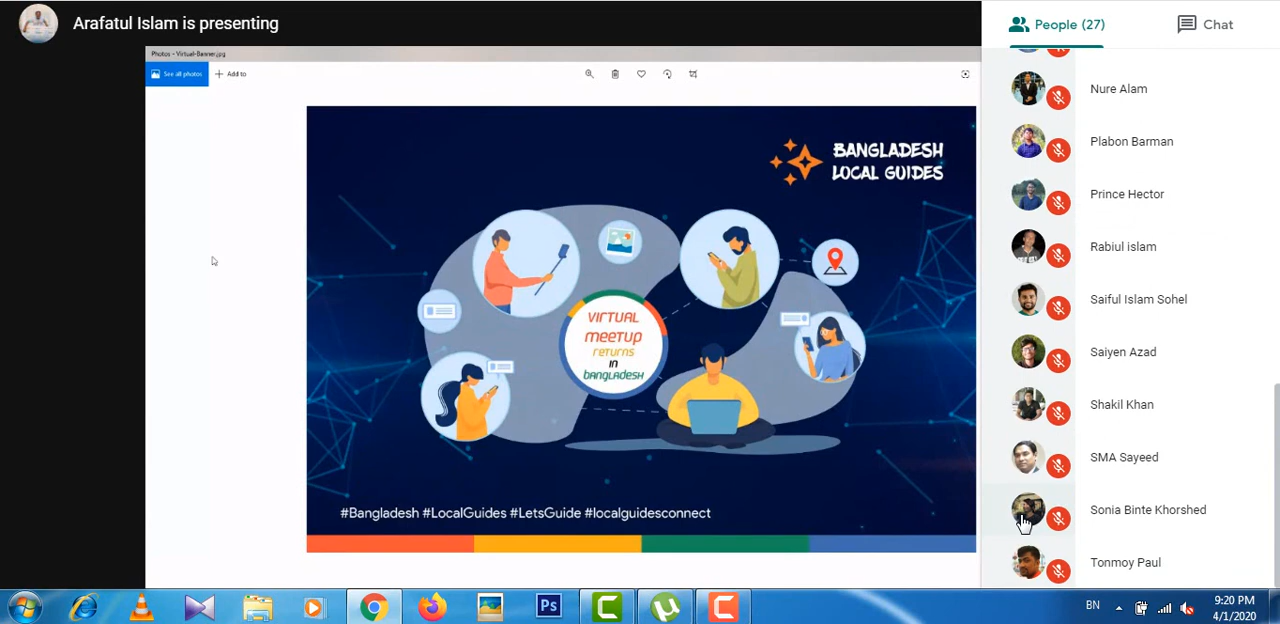 Arafatul Islam is presenting
People (27)
Chat
Photos - Virtual-Banner.jpg
See all photos
Add to
BANGLADESH
LOCAL GUIDES
VIRTUAL
MEETUP
RETURNS
IN
BANGLADESH
#Bangladesh #LocalGuides #LetsGuide #localguidesconnect
Nure Alam
Plabon Barman
Prince Hector
Rabiul islam
Saiful Islam Sohel
Saiyen Azad
Shakil Khan
SMA Sayeed
Sonia Binte Khorshed
Tonmoy Paul
Ps
BN
9:20 PM
4/1/2020